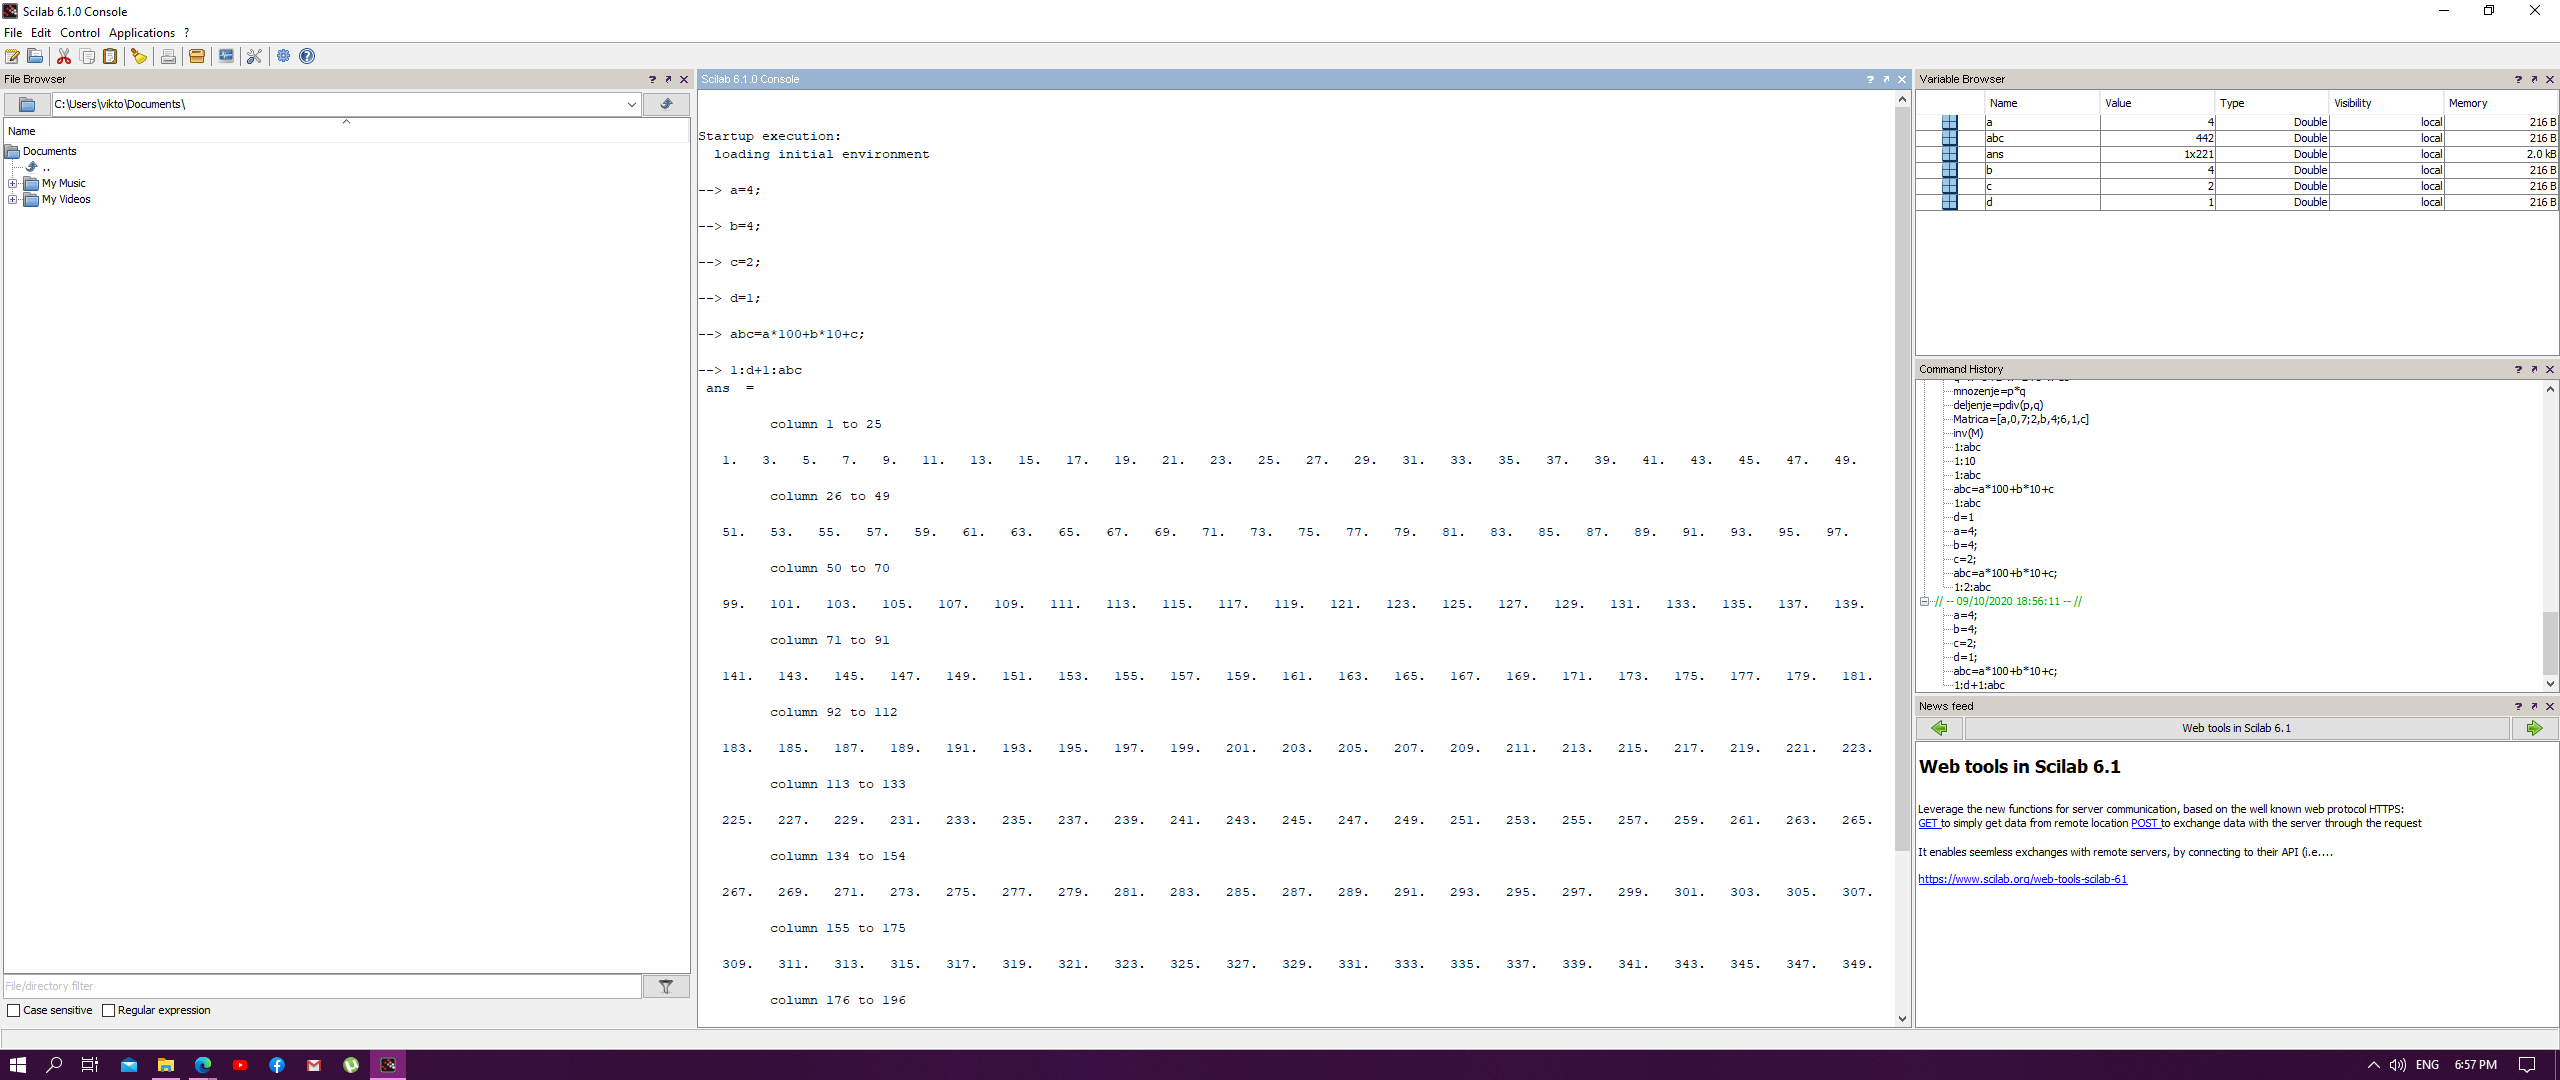 Scilab 6.1.0 Console
File Edit Control Applications ?
File Browser
C:\Users\vikto\Documents\
Name
Documents
..
My Music
My Videos
File/directory filter
Case sensitive Regular expression
Scilab 6.1.0 Console
Startup execution:
loading initial environment
--> a=4;
--> b=4;
--> c=2;
--> d=1;
--> abc=a*100+b*10+c;
--> 1:d+1:abc
ans =
column 1 to 25
1. 3. 5. 7. 9. 11. 13. 15. 17. 19. 21. 23. 25. 27. 29. 31. 33. 35. 37. 39. 41. 43. 45. 47. 49.
column 26 to 49
51. 53. 55. 57. 59. 61. 63. 65. 67. 69. 71. 73. 75. 77. 79. 81. 83. 85. 87. 89. 91. 93. 95. 97.
column 50 to 70
99. 101. 103. 105. 107. 109. 111. 113. 115. 117. 119. 121. 123. 125. 127. 129. 131. 133. 135. 137. 139.
column 71 to 91
141. 143. 145. 147. 149. 151. 153. 155. 157. 159. 161. 163. 165. 167. 169. 171. 173. 175. 177. 179. 181.
column 92 to 112
183. 185. 187. 189. 191. 193. 195. 197. 199. 201. 203. 205. 207. 209. 211. 213. 215. 217. 219. 221. 223.
column 113 to 133
225. 227. 229. 231. 233. 235. 237. 239. 241. 243. 245. 247. 249. 251. 253. 255. 257. 259. 261. 263. 265.
column 134 to 154
267. 269. 271. 273. 275. 277. 279. 281. 283. 285. 287. 289. 291. 293. 295. 297. 299. 301. 303. 305. 307.
column 155 to 175
309. 311. 313. 315. 317. 319. 321. 323. 325. 327. 329. 331. 333. 335. 337. 339. 341. 343. 345. 347. 349.
column 176 to 196
Variable Browser
Name Value Type Visibility Memory
a 4 Double local 216 B
abc 442 Double local 216 B
ans 1x221 Double local 2.0 kB
b 4 Double local 216 B
c 2 Double local 216 B
d 1 Double local 216 B
Command History
mnozenje=p*q
deljenje=pdiv(p,q)
Matrica=[a,0,7;2,b,4;6,1,c]
inv(M)
1:abc
1:10
1:abc
abc=a*100+b*10+c
1:abc
d=1
a=4;
b=4;
c=2;
abc=a*100+b*10+c;
1:2:abc
// -- 09/10/2020 18:56:11 -- //
a=4;
b=4;
c=2;
d=1;
abc=a*100+b*10+c;
1:d+1:abc
News feed
Web tools in Scilab 6.1
Web tools in Scilab 6.1
Leverage the new functions for server communication, based on the well known web protocol HTTPS:
GET to simply get data from remote location POST to exchange data with the server through the request
It enables seemless exchanges with remote servers, by connecting to their API (i.e....
https://www.scilab.org/web-tools-scilab-61
ENG 6:57 PM